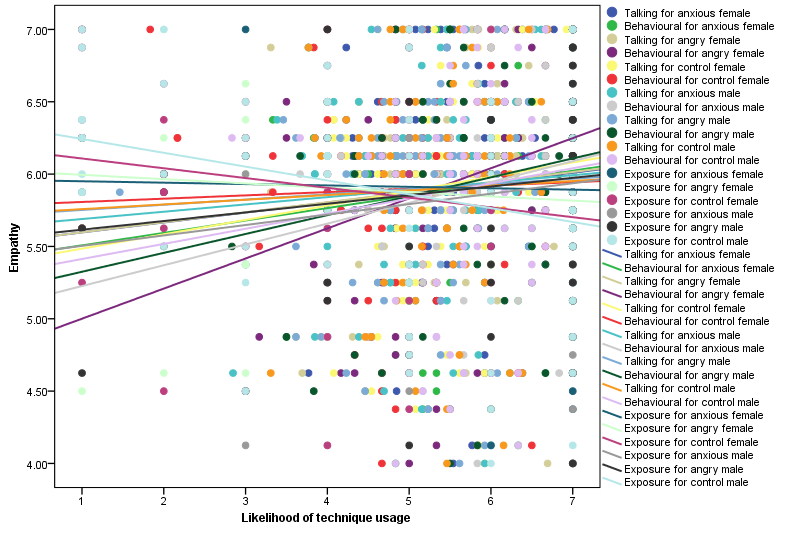 7.00
6.50
6.00
5.50
5.00
4.50
4.00
Empathy
1 2 3 4 5 6 7
Likelihood of technique usage
Talking for anxious female
Behavioural for anxious female
Talking for angry female
Behavioural for angry female
Talking for control female
Behavioural for control female
Talking for anxious male
Behavioural for anxious male
Talking for angry male
Behavioural for angry male
Talking for control male
Behavioural for control male
Exposure for anxious female
Exposure for angry female
Exposure for control female
Exposure for anxious male
Exposure for angry male
Exposure for control male
Talking for anxious female
Behavioural for anxious female
Talking for angry female
Behavioural for angry female
Talking for control female
Behavioural for control female
Talking for anxious male
Behavioural for anxious male
Talking for angry male
Behavioural for angry male
Talking for control male
Behavioural for control male
Exposure for anxious female
Exposure for angry female
Exposure for control female
Exposure for anxious male
Exposure for angry male
Exposure for control male